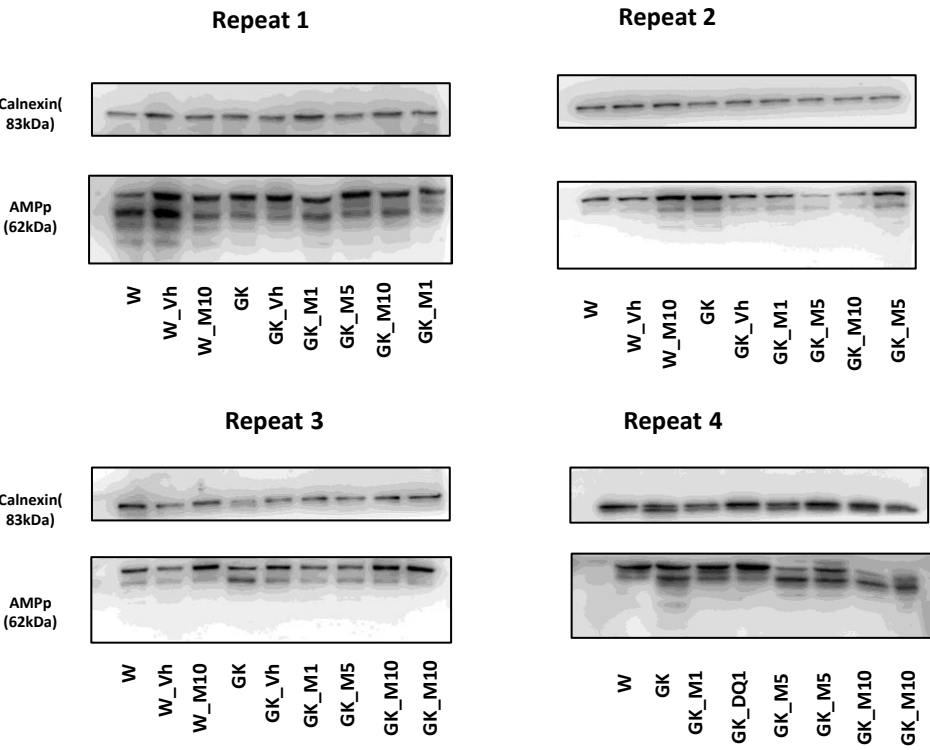 Repeat 1
Repeat 2
Calnexin(
83kDa)
AMPp
(62kDa)
W
W_Vh
W_M10
GK
GK_Vh
GK_M1
GK_M5
GK_M10
GK_M1
W
W_Vh
W_M10
GK
GK_Vh
GK_M1
GK_M5
GK_M10
GK_M5
Repeat 3
Repeat 4
Calnexin(
83kDa)
AMPp
(62kDa)
W
W_Vh
W_M10
GK
GK_Vh
GK_M1
GK_M5
GK_M10
GK_M10
W
GK
GK_M1
GK_DQ1
GK_M5
GK_M5
GK_M10
GK_M10